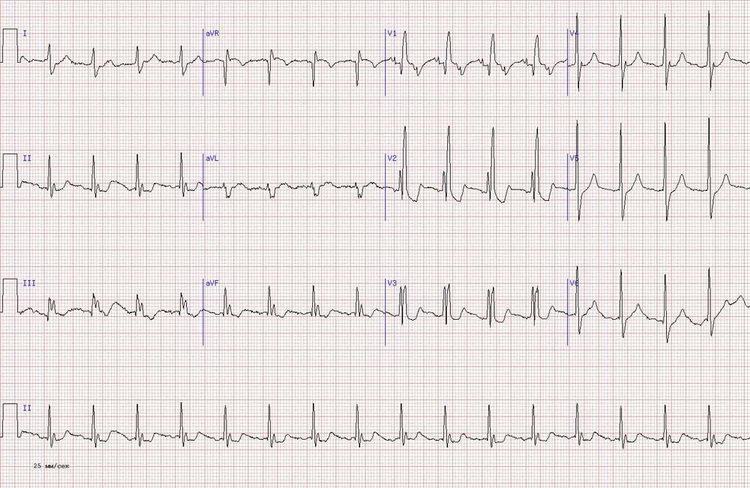 I aVR V1 V4
II aVL V2 V5
III aVF V3 V6
II
25 мм/сек